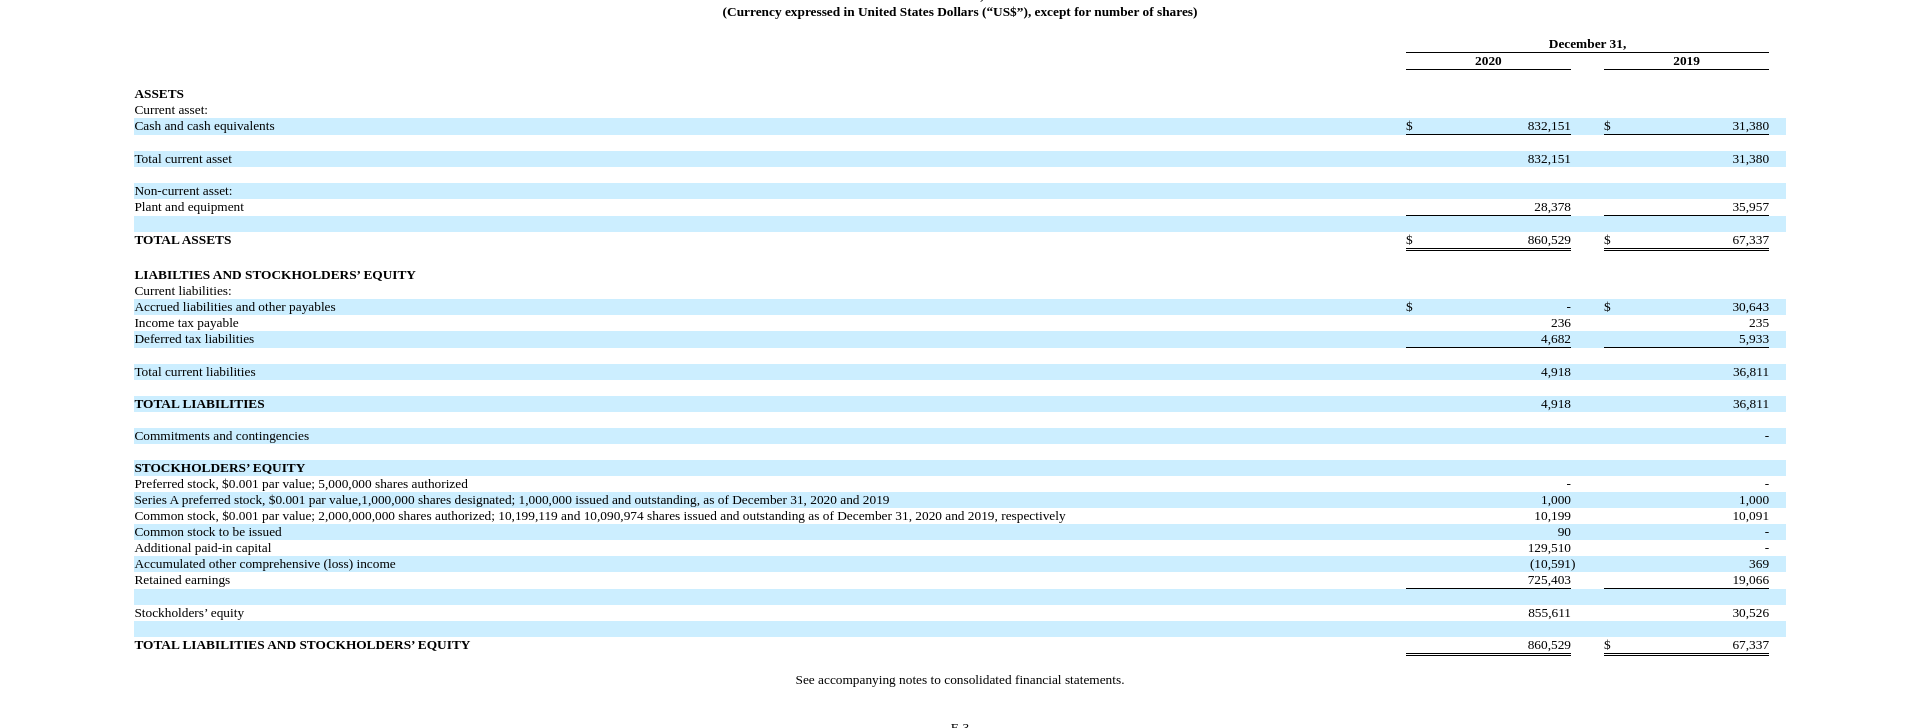 (Currency expressed in United States Dollars (“US$”), except for number of shares)
December 31,
2020 2019
ASSETS
Current asset:
Cash and cash equivalents $ 832,151 $ 31,380
Total current asset 832,151 31,380
Non-current asset:
Plant and equipment 28,378 35,957
TOTAL ASSETS $ 860,529 $ 67,337
LIABILTIES AND STOCKHOLDERS’ EQUITY
Current liabilities:
Accrued liabilities and other payables $ - $ 30,643
Income tax payable 236 235
Deferred tax liabilities 4,682 5,933
Total current liabilities 4,918 36,811
TOTAL LIABILITIES 4,918 36,811
Commitments and contingencies -
STOCKHOLDERS’ EQUITY
Preferred stock, $0.001 par value; 5,000,000 shares authorized - -
Series A preferred stock, $0.001 par value,1,000,000 shares designated; 1,000,000 issued and outstanding, as of December 31, 2020 and 2019 1,000 1,000
Common stock, $0.001 par value; 2,000,000,000 shares authorized; 10,199,119 and 10,090,974 shares issued and outstanding as of December 31, 2020 and 2019, respectively 10,199 10,091
Common stock to be issued 90 -
Additional paid-in capital 129,510 -
Accumulated other comprehensive (loss) income (10,591) 369
Retained earnings 725,403 19,066
Stockholders’ equity 855,611 30,526
TOTAL LIABILITIES AND STOCKHOLDERS’ EQUITY 860,529 $ 67,337
See accompanying notes to consolidated financial statements.